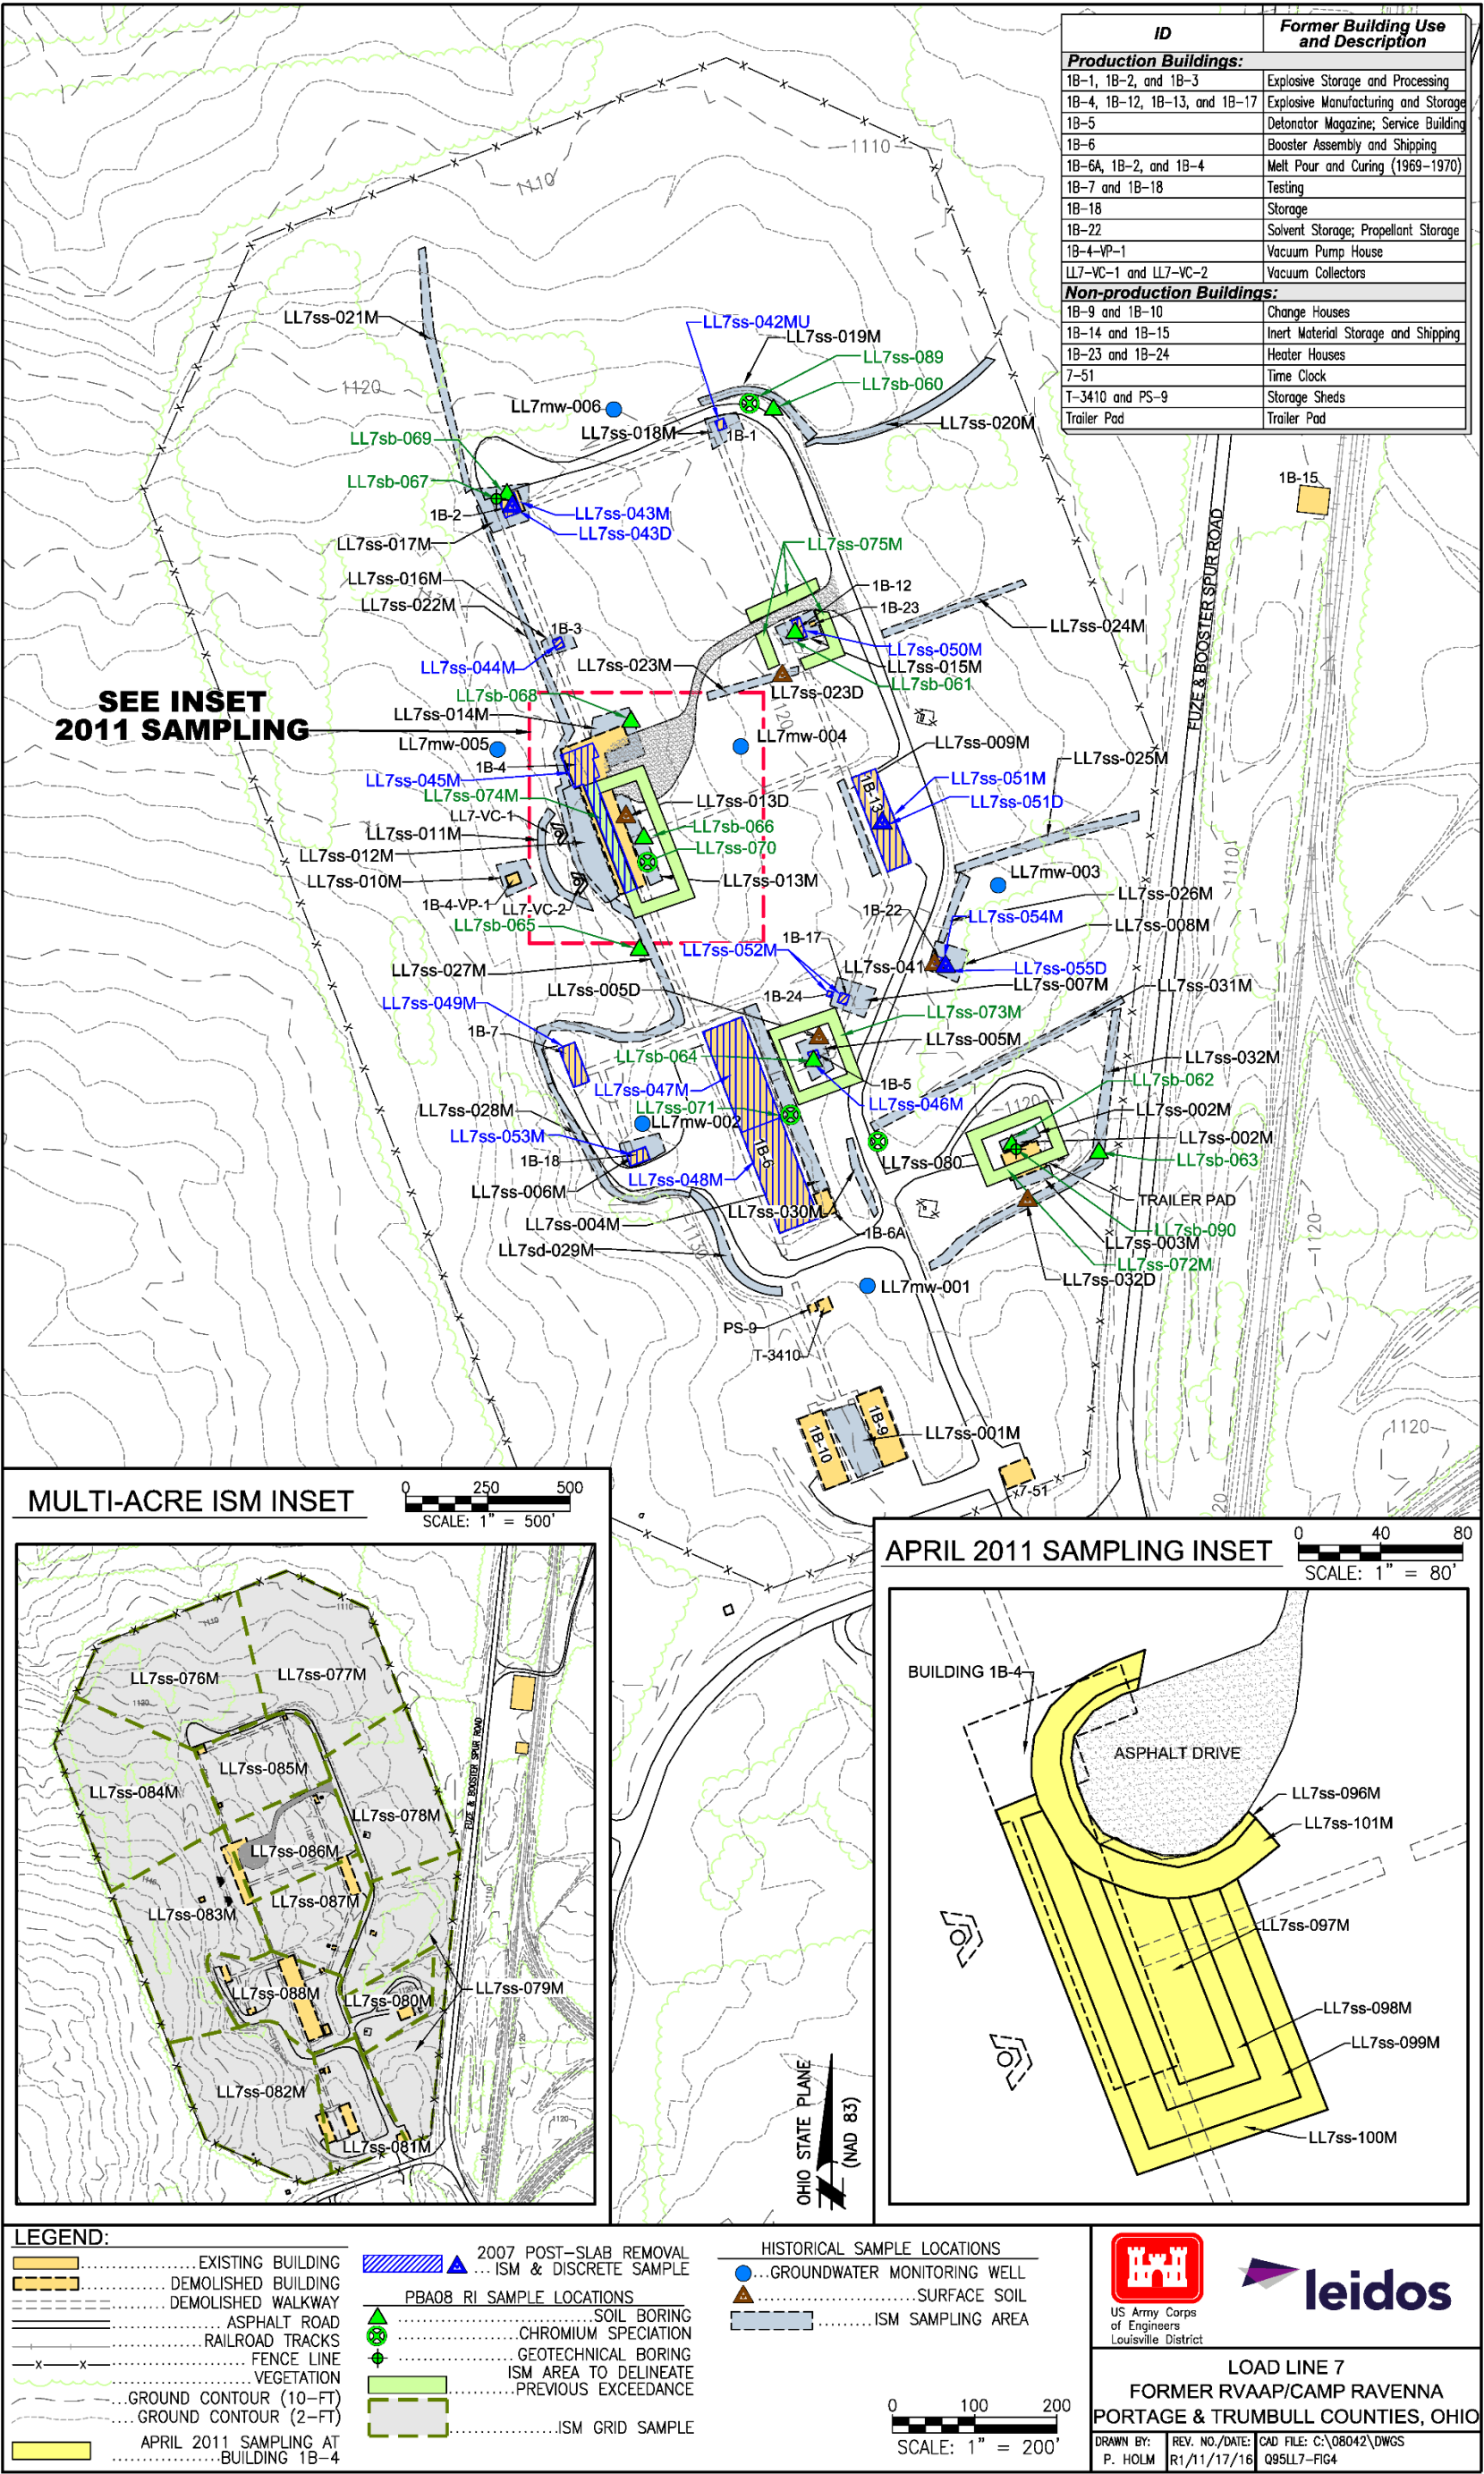 ID Former Building Use and Description
Production Buildings:
1B-1, 1B-2, and 1B-3 Explosive Storage and Processing
1B-4, 1B-12, 1B-13, and 1B-17 Explosive Manufacturing and Storage
1B-5 Detonator Magazine; Service Building
1B-6 Booster Assembly and Shipping
1B-6A, 1B-2, and 1B-4 Melt Pour and Curing (1969-1970)
1B-7 and 1B-18 Testing
1B-18 Storage
1B-22 Solvent Storage; Propellant Storage
1B-4-VP-1 Vacuum Pump House
LL7-VC-1 and LL7-VC-2 Vacuum Collectors
Non-production Buildings:
1B-9 and 1B-10 Change Houses
1B-14 and 1B-15 Inert Material Storage and Shipping
1B-23 and 1B-24 Heater Houses
7-51 Time Clock
T-3410 and PS-9 Storage Sheds
Trailer Pad Trailer Pad
1110
1110
LL7ss-021M
LL7ss-042MU
LL7ss-019M
LL7ss-089
LL7sb-060
1120
LL7mw-006
LL7ss-018M
1B-1
LL7ss-020M
LL7sb-069
LL7sb-067
1B-2
LL7ss-043M
LL7ss-043D
LL7ss-017M
1B-15
FUZE & BOOSTER SPUR ROAD
LL7ss-075M
LL7ss-016M
LL7ss-022M
1B-12
1B-23
1B-3
LL7ss-024M
LL7ss-050M
LL7ss-044M
LL7ss-023M
LL7ss-015M
LL7sb-061
LL7ss-023D
SEE INSET
2011 SAMPLING
LL7sb-068
LL7ss-014M
1120
LL7mw-005
LL7mw-004
LL7ss-009M
1B-4
LL7ss-025M
LL7ss-045M
LL7ss-051M
LL7ss-074M
1B-13
LL7ss-013D
LL7ss-051D
LL7-VC-1
LL7ss-011M
LL7sb-066
LL7ss-012M
LL7ss-070
1110
LL7ss-010M
LL7ss-013M
LL7mw-003
1B-4-VP-1
LL7-VC-2
LL7ss-026M
1B-22
LL7ss-054M
LL7sb-065
LL7ss-008M
1B-17
LL7ss-052M
LL7ss-027M
LL7ss-041
LL7ss-055D
LL7ss-005D
1B-24
LL7ss-007M
LL7ss-031M
LL7ss-049M
LL7ss-073M
1B-7
LL7ss-005M
LL7sb-064
LL7ss-032M
1B-5
LL7sb-062
LL7ss-047M
LL7ss-046M
1120
LL7ss-028M
LL7ss-071
LL7ss-002M
LL7mw-002
LL7ss-053M
1B-6
LL7ss-002M
1B-18
LL7ss-080
LL7sb-063
LL7ss-048M
LL7ss-006M
TRAILER PAD
LL7ss-030M
LL7ss-004M
LL7sb-090
1B-6A
LL7ss-003M
LL7sd-029M
1130
LL7ss-072M
LL7ss-032D
1120
LL7mw-001
PS-9
T-3410
1B-10
1B-9
LL7ss-001M
1120
7-51
MULTI-ACRE ISM INSET
0 250 500
SCALE: 1" = 500'
1110
1110
LL7ss-076M
LL7ss-077M
1120
FUZE & BOOSTER SPUR ROAD
LL7ss-085M
LL7ss-084M
LL7ss-078M
LL7ss-086M
LL7ss-087M
LL7ss-083M
LL7ss-088M
LL7ss-080M
LL7ss-079M
LL7ss-082M
LL7ss-081M
1120
OHIO STATE PLANE
(NAD 83)
APRIL 2011 SAMPLING INSET
0 40 80
SCALE: 1" = 80'
BUILDING 1B-4
ASPHALT DRIVE
LL7ss-096M
LL7ss-101M
LL7ss-097M
LL7ss-098M
LL7ss-099M
LL7ss-100M
LEGEND:
EXISTING BUILDING
DEMOLISHED BUILDING
DEMOLISHED WALKWAY
ASPHALT ROAD
RAILROAD TRACKS
FENCE LINE
VEGETATION
GROUND CONTOUR (10-FT)
GROUND CONTOUR (2-FT)
APRIL 2011 SAMPLING AT
BUILDING 1B-4
2007 POST-SLAB REMOVAL
ISM & DISCRETE SAMPLE
PBA08 RI SAMPLE LOCATIONS
SOIL BORING
CHROMIUM SPECIATION
GEOTECHNICAL BORING
ISM AREA TO DELINEATE
PREVIOUS EXCEEDANCE
ISM GRID SAMPLE
HISTORICAL SAMPLE LOCATIONS
GROUNDWATER MONITORING WELL
SURFACE SOIL
ISM SAMPLING AREA
0 100 200
SCALE: 1" = 200'
US Army Corps
of Engineers
Louisville District
leidos
LOAD LINE 7
FORMER RVAAP/CAMP RAVENNA
PORTAGE & TRUMBULL COUNTIES, OHIO
DRAWN BY: REV. NO./DATE: CAD FILE: C:\08042\DWGS
P. HOLM R1/11/17/16 Q95LL7-FIG4